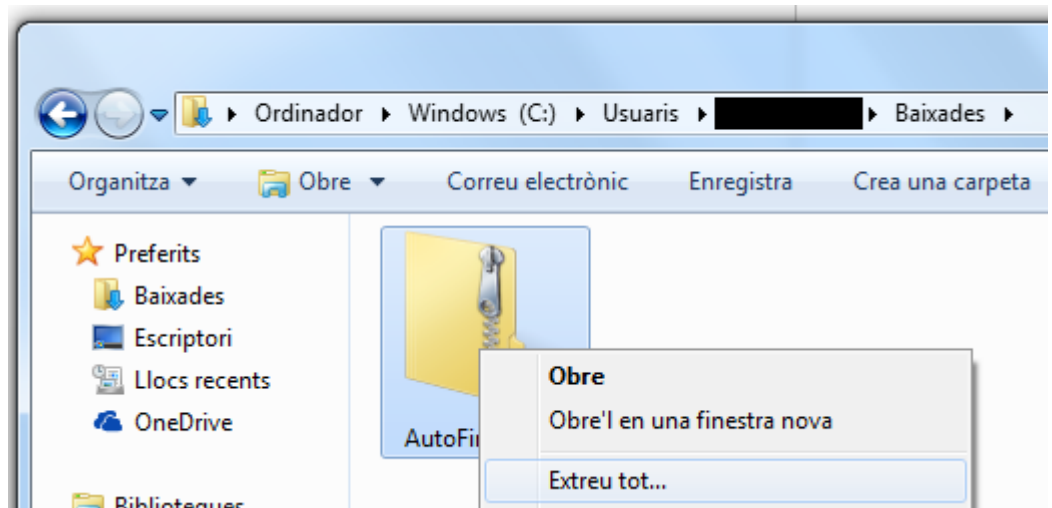 Ordinador Windows (C:) Usuaris Baixades
Organitza Obre Correu electrònic Enregistra Crea una carpeta
Preferits
Baixades
Escriptori
Llocs recents
OneDrive
Biblioteques
AutoFi
Obre
Obre'l en una finestra nova
Extreu tot...